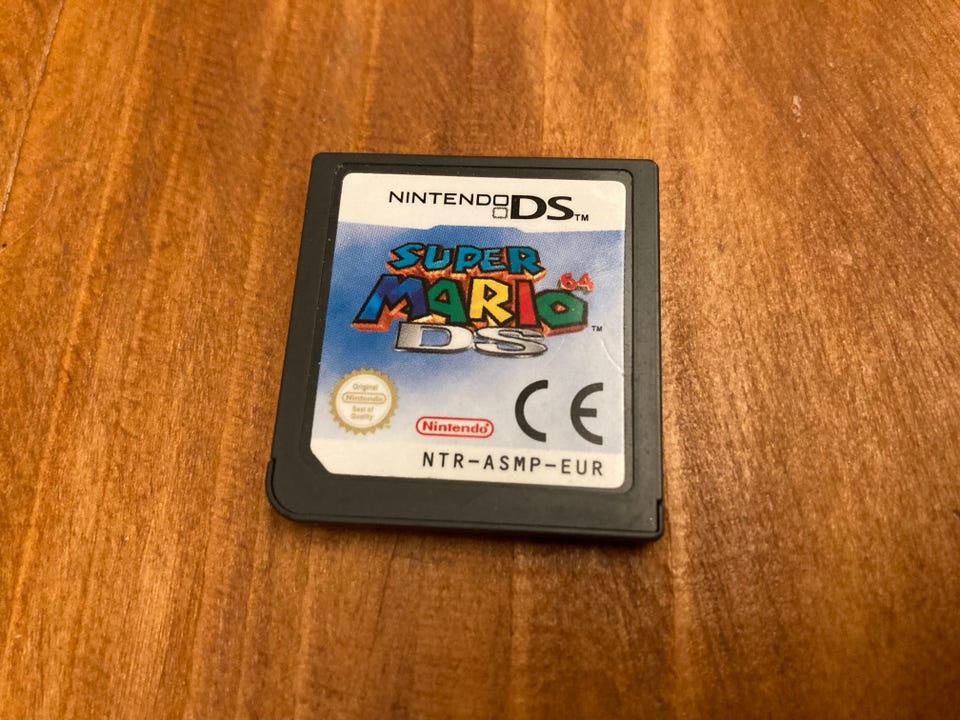 NINTENDO DS™
SUPER
MARIO 64
DS™
Original
Nintendo
Seal of
Quality
Nintendo®
CE
NTR-ASMP-EUR